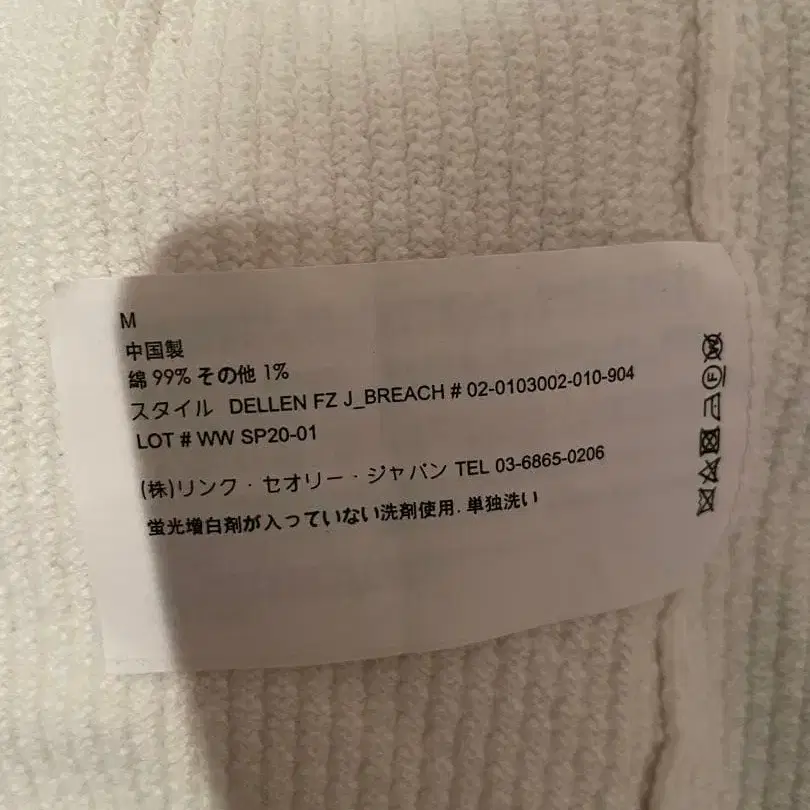 M
中国製
綿 99% その他 1%
スタイル DELLEN FZ J_BREACH # 02-0103002-010-904
LOT # WW SP20-01
(株)リンク・セオリー・ジャパン TEL 03-6865-0206
蛍光増白剤が入っていない洗剤使用. 単独洗い